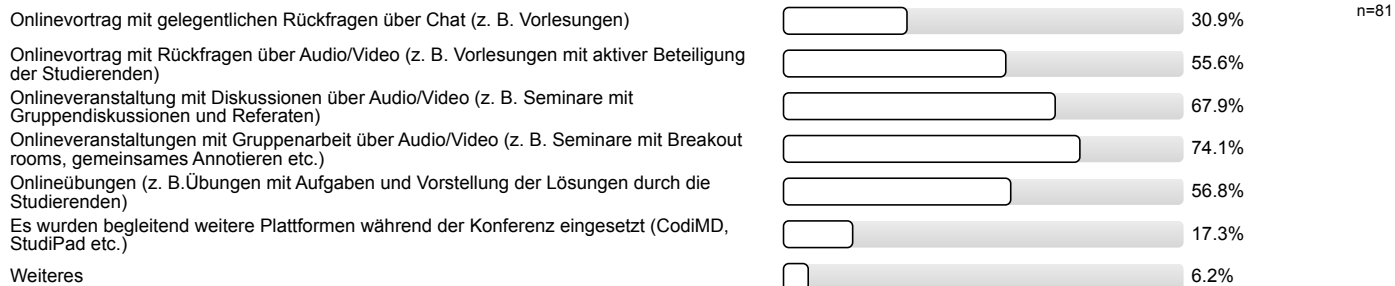 Onlinevortrag mit gelegentlichen Rückfragen über Chat (z. B. Vorlesungen) 30.9% n=81
Onlinevortrag mit Rückfragen über Audio/Video (z. B. Vorlesungen mit aktiver Beteiligung
der Studierenden) 55.6%
Onlineveranstaltung mit Diskussionen über Audio/Video (z. B. Seminare mit
Gruppendiskussionen und Referaten) 67.9%
Onlineveranstaltungen mit Gruppenarbeit über Audio/Video (z. B. Seminare mit Breakout
rooms, gemeinsames Annotieren etc.) 74.1%
Onlineübungen (z. B.Übungen mit Aufgaben und Vorstellung der Lösungen durch die
Studierenden) 56.8%
Es wurden begleitend weitere Plattformen während der Konferenz eingesetzt (CodiMD,
StudiPad etc.) 17.3%
Weiteres 6.2%